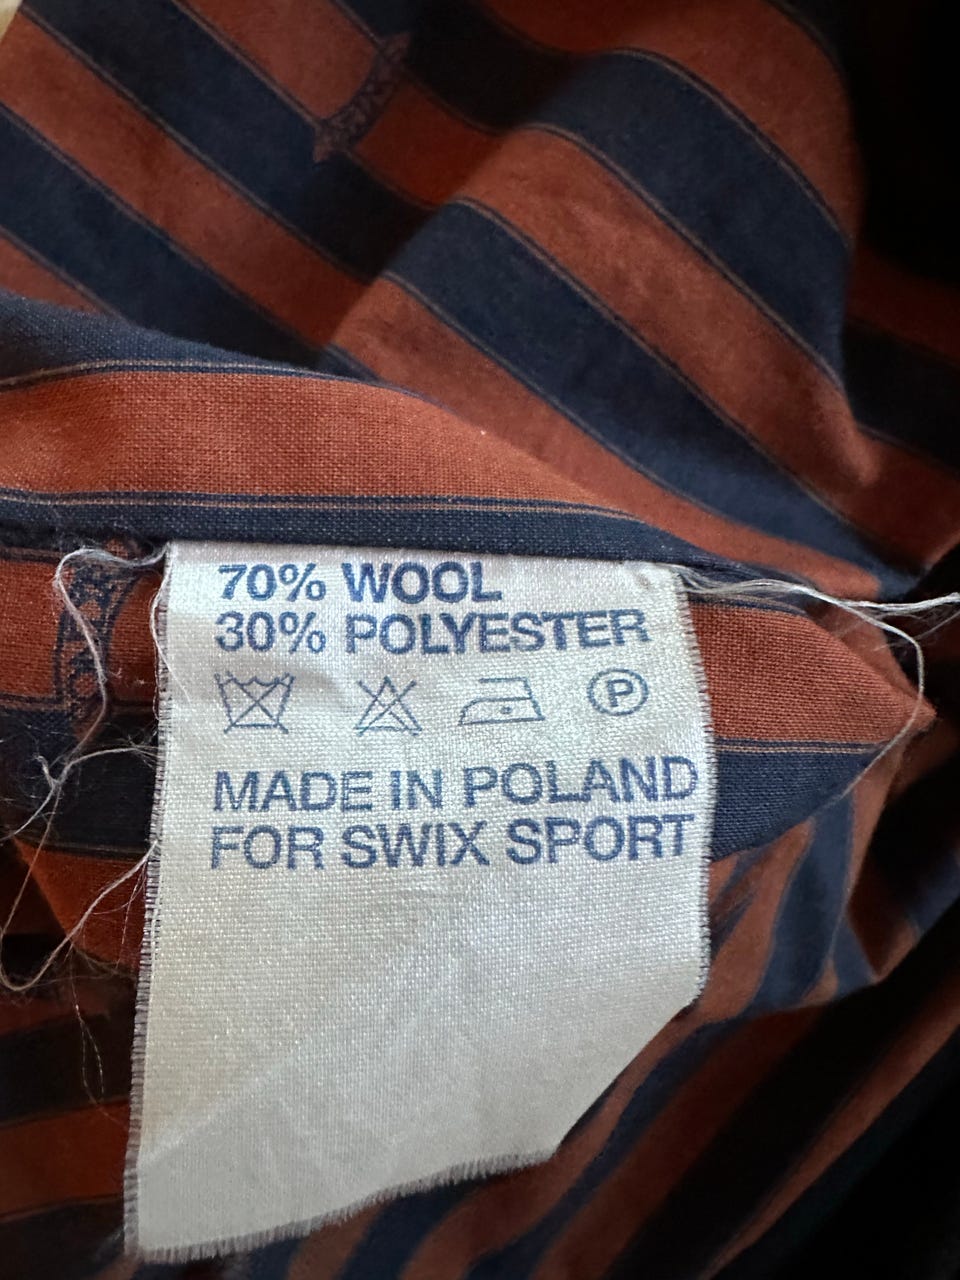 70% WOOL
30% POLYESTER
P
MADE IN POLAND
FOR SWIX SPORT